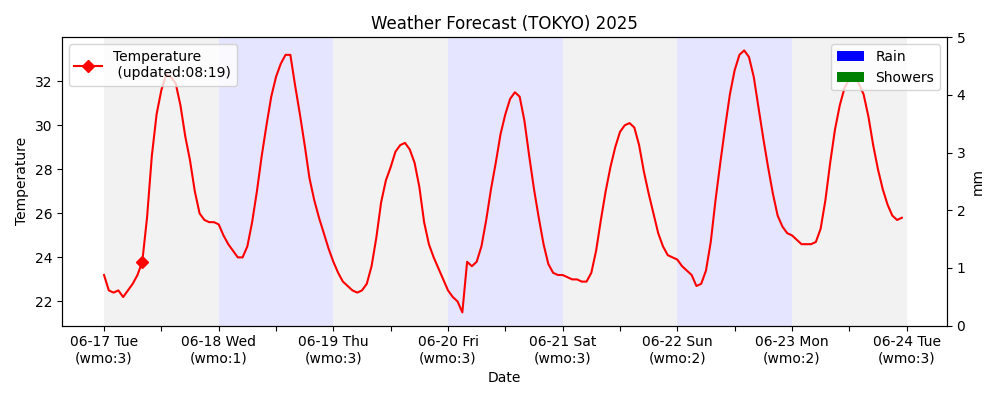 Weather Forecast (TOKYO) 2025
Temperature
(updated:08:19)
Rain
Showers
Temperature
32
30
28
26
24
22
5
4
3
2
1
0
mm
06-17 Tue
(wmo:3)
06-18 Wed
(wmo:1)
06-19 Thu
(wmo:3)
06-20 Fri
(wmo:3)
06-21 Sat
(wmo:3)
06-22 Sun
(wmo:2)
06-23 Mon
(wmo:2)
06-24 Tue
(wmo:3)
Date